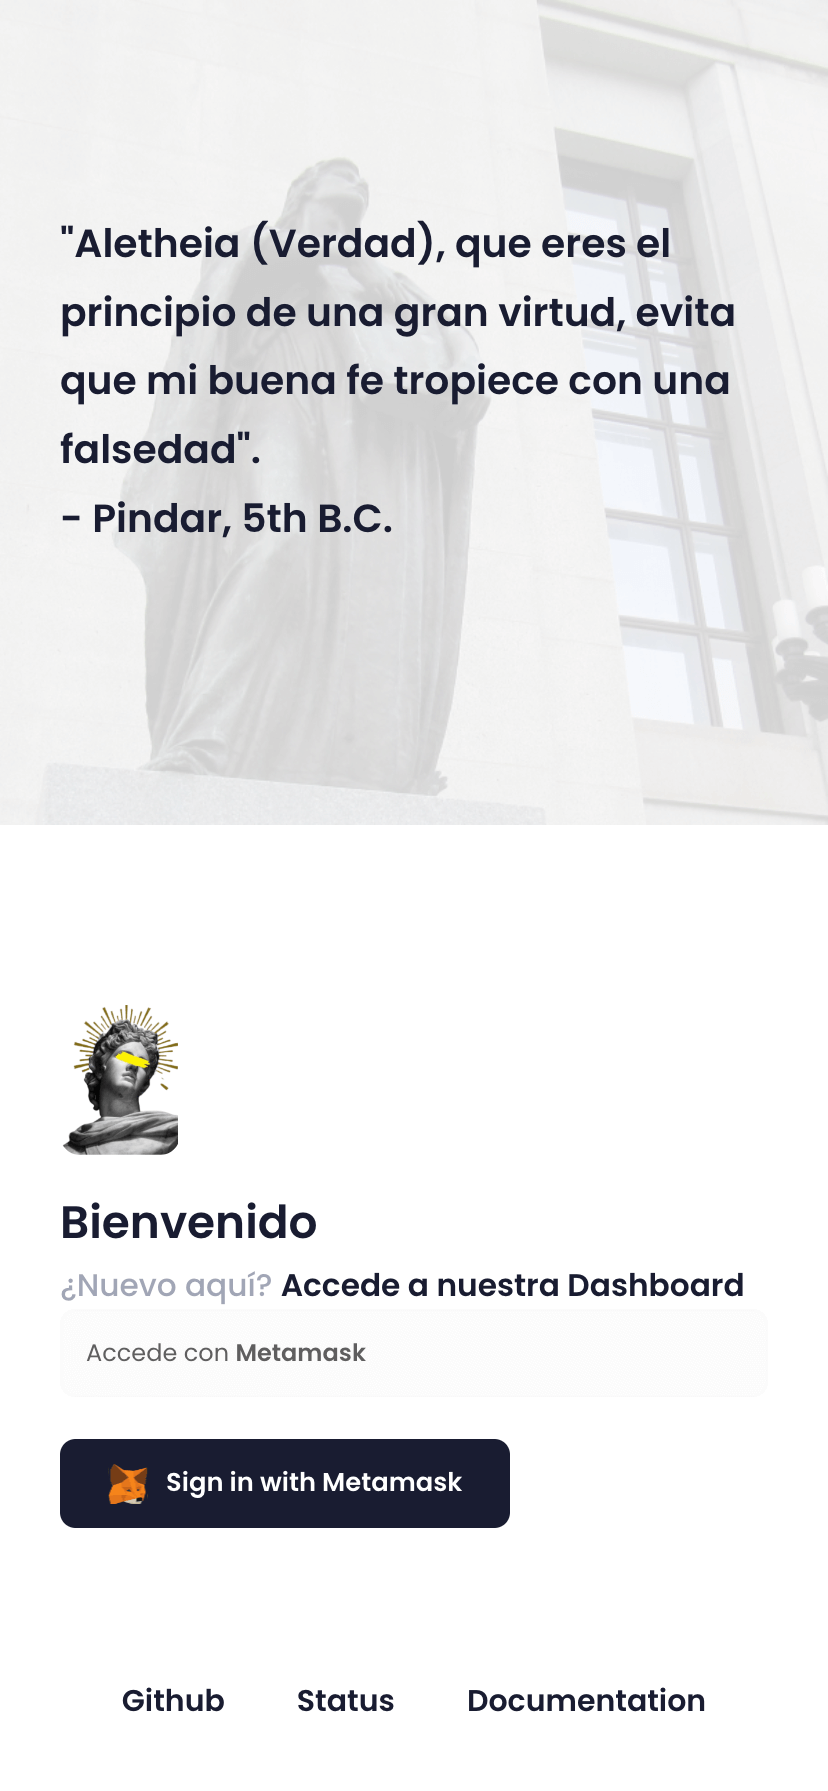 "Aletheia (Verdad), que eres el
principio de una gran virtud, evita
que mi buena fe tropiece con una
falsedad".
- Pindar, 5th B.C.
Bienvenido
¿Nuevo aquí? Accede a nuestra Dashboard
Accede con Metamask
Sign in with Metamask
Github Status Documentation